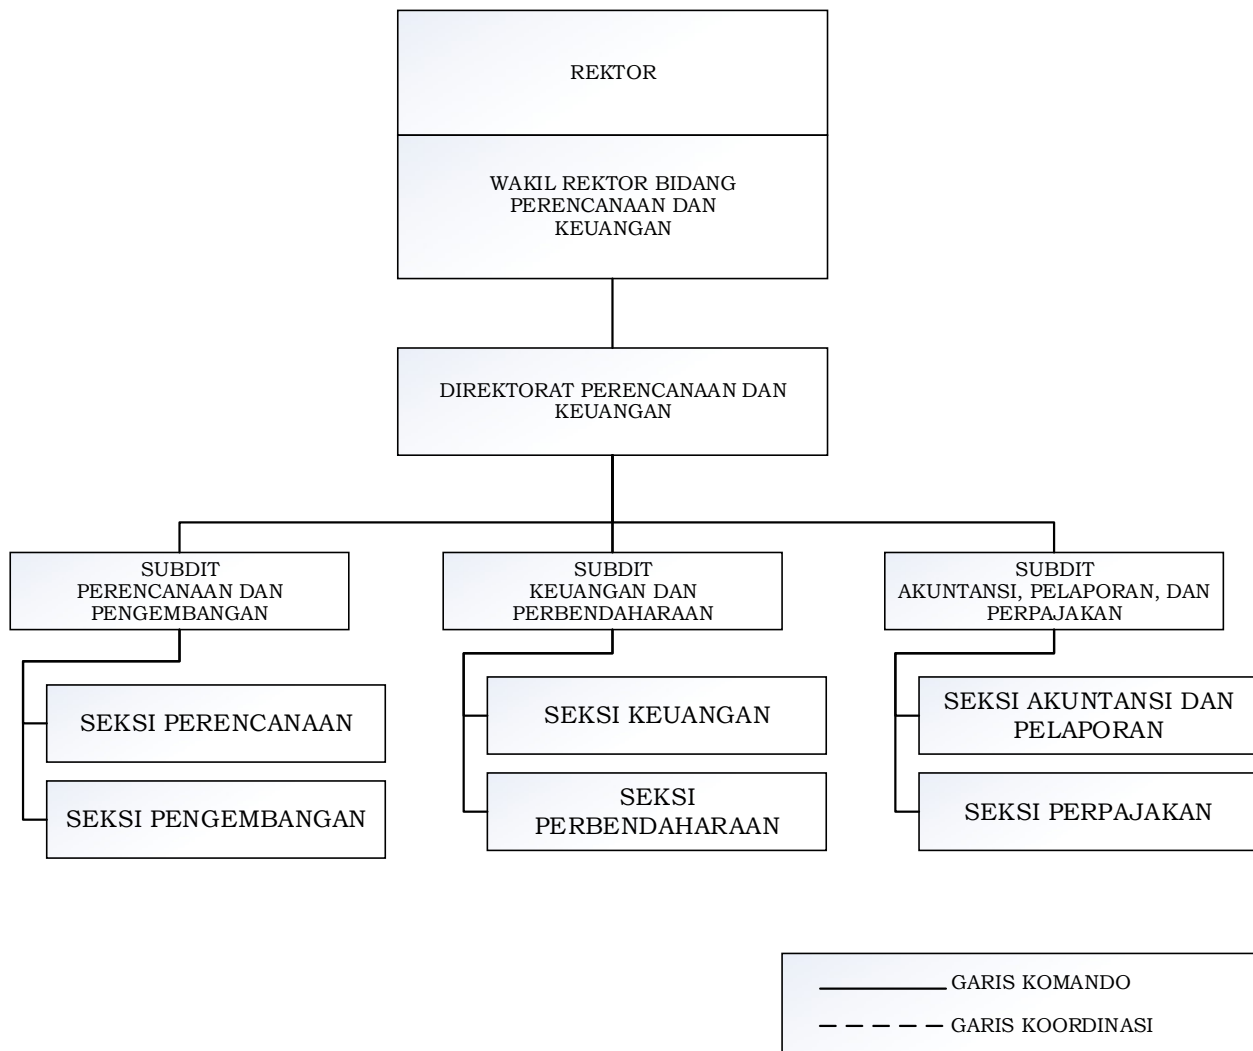 REKTOR
WAKIL REKTOR BIDANG
PERENCANAAN DAN
KEUANGAN
DIREKTORAT PERENCANAAN DAN
KEUANGAN
SUBDIT
PERENCANAAN DAN
PENGEMBANGAN
SUBDIT
KEUANGAN DAN
PERBENDAHARAAN
SUBDIT
AKUNTANSI, PELAPORAN, DAN
PERPAJAKAN
SEKSI PERENCANAAN
SEKSI PENGEMBANGAN
SEKSI KEUANGAN
SEKSI
PERBENDAHARAAN
SEKSI AKUNTANSI DAN
PELAPORAN
SEKSI PERPAJAKAN
GARIS KOMANDO
GARIS KOORDINASI